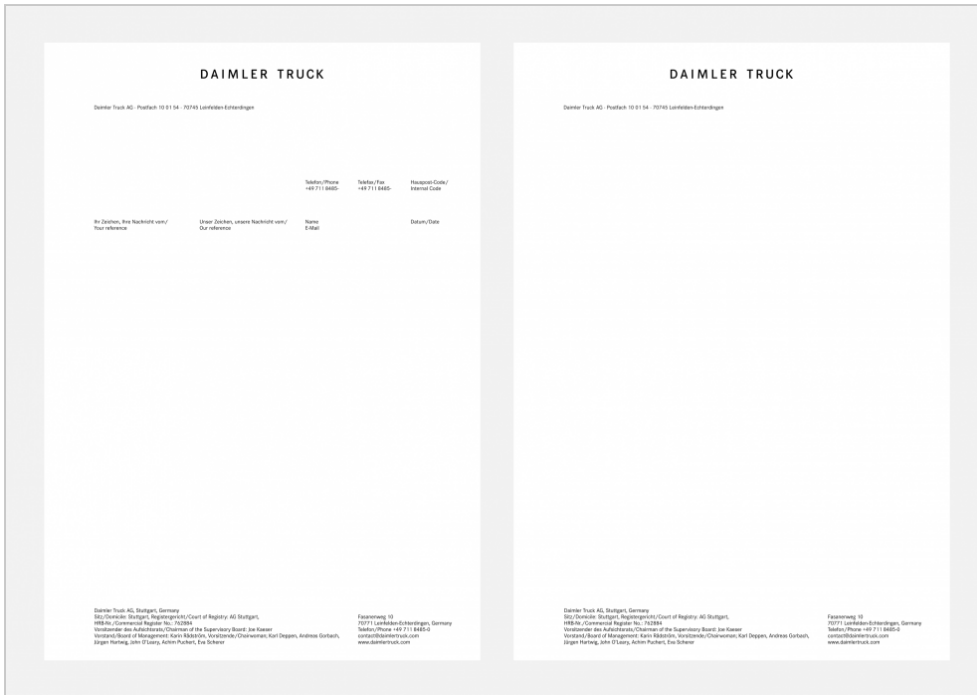 DAIMLER TRUCK
Daimler Truck AG · Postfach 10 01 54 · 70745 Leinfelden-Echterdingen
Telefon/Phone Telefax/Fax Hauspost-Code/
+49 711 8485- +49 711 8485- Internal Code
Ihr Zeichen, Ihre Nachricht vom/ Unser Zeichen, unsere Nachricht vom/ Name Datum/Date
Your reference Our reference E-Mail
Daimler Truck AG, Stuttgart, Germany
Sitz/Domicile: Stuttgart, Registergericht/Court of Registry: AG Stuttgart,
HRB-Nr./Commercial Register No.: 762884
Vorsitzender des Aufsichtsrats/Chairman of the Supervisory Board: Joe Kaeser
Vorstand/Board of Management: Karin Rådström, Vorsitzende/Chairwoman; Karl Deppen, Andreas Gorbach,
Jürgen Hartwig, John O'Leary, Achim Puchert, Eva Scherer
Fasanenweg 10
70771 Leinfelden-Echterdingen, Germany
Telefon/Phone +49 711 8485-0
contact@daimlertruck.com
www.daimlertruck.com
DAIMLER TRUCK
Daimler Truck AG · Postfach 10 01 54 · 70745 Leinfelden-Echterdingen
Daimler Truck AG, Stuttgart, Germany
Sitz/Domicile: Stuttgart, Registergericht/Court of Registry: AG Stuttgart,
HRB-Nr./Commercial Register No.: 762884
Vorsitzender des Aufsichtsrats/Chairman of the Supervisory Board: Joe Kaeser
Vorstand/Board of Management: Karin Rådström, Vorsitzende/Chairwoman; Karl Deppen, Andreas Gorbach,
Jürgen Hartwig, John O'Leary, Achim Puchert, Eva Scherer
Fasanenweg 10
70771 Leinfelden-Echterdingen, Germany
Telefon/Phone +49 711 8485-0
contact@daimlertruck.com
www.daimlertruck.com